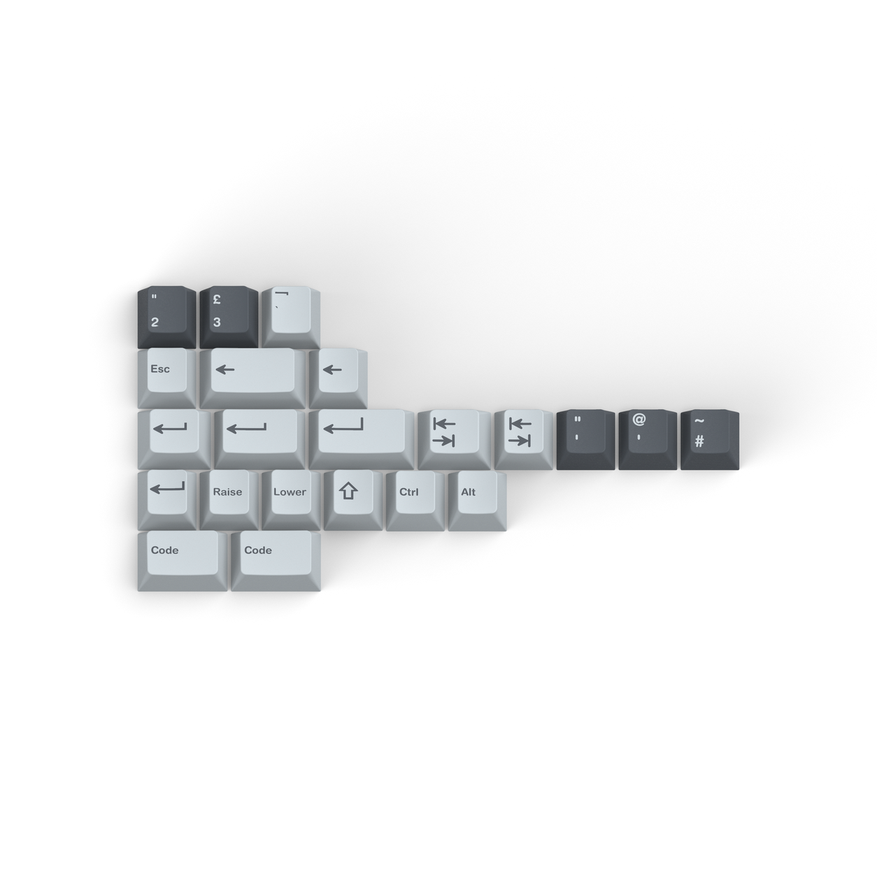 " £ ¬
2 3 `
Esc ← ←
" @ ~
' ' #
Raise Lower Ctrl Alt
Code Code